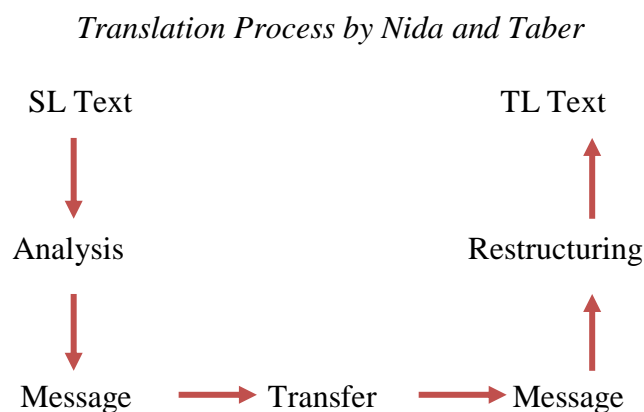 Translation Process by Nida and Taber
SL Text TL Text
Analysis Restructuring
Message Transfer Message